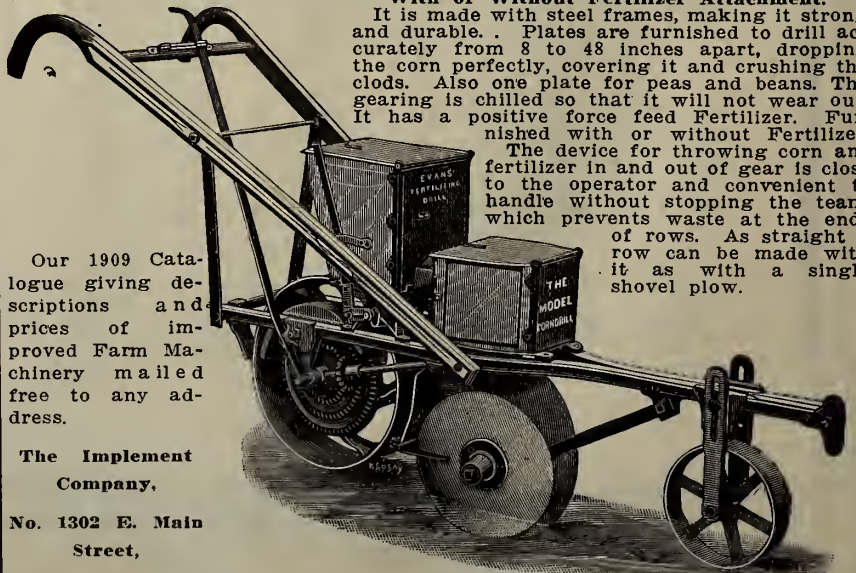 With or Without Fertilizer Attachment.
It is made with steel frames, making it stron
and durable. . Plates are furnished to drill ac
curately from 8 to 48 inches apart, droppin
the corn perfectly, covering it and crushing th
clods. Also one plate for peas and beans. Th
gearing is chilled so that it will not wear ou
It has a positive force feed Fertilizer. Fur
nished with or without Fertilize
The device for throwing corn an
fertilizer in and out of gear is clos
to the operator and convenient t
handle without stopping the team
which prevents waste at the end
of rows. As straight
row can be made wit
it as with a singl
shovel plow.
EVANS'
FERTILIZING
DRILL
THE
MODEL
CORNDRILL
Our 1909 Cata-
logue giving de-
scriptions and
prices of im-
proved Farm Ma-
chinery mailed
free to any ad-
dress.
The Implement
Company,
No. 1302 E. Main
Street,